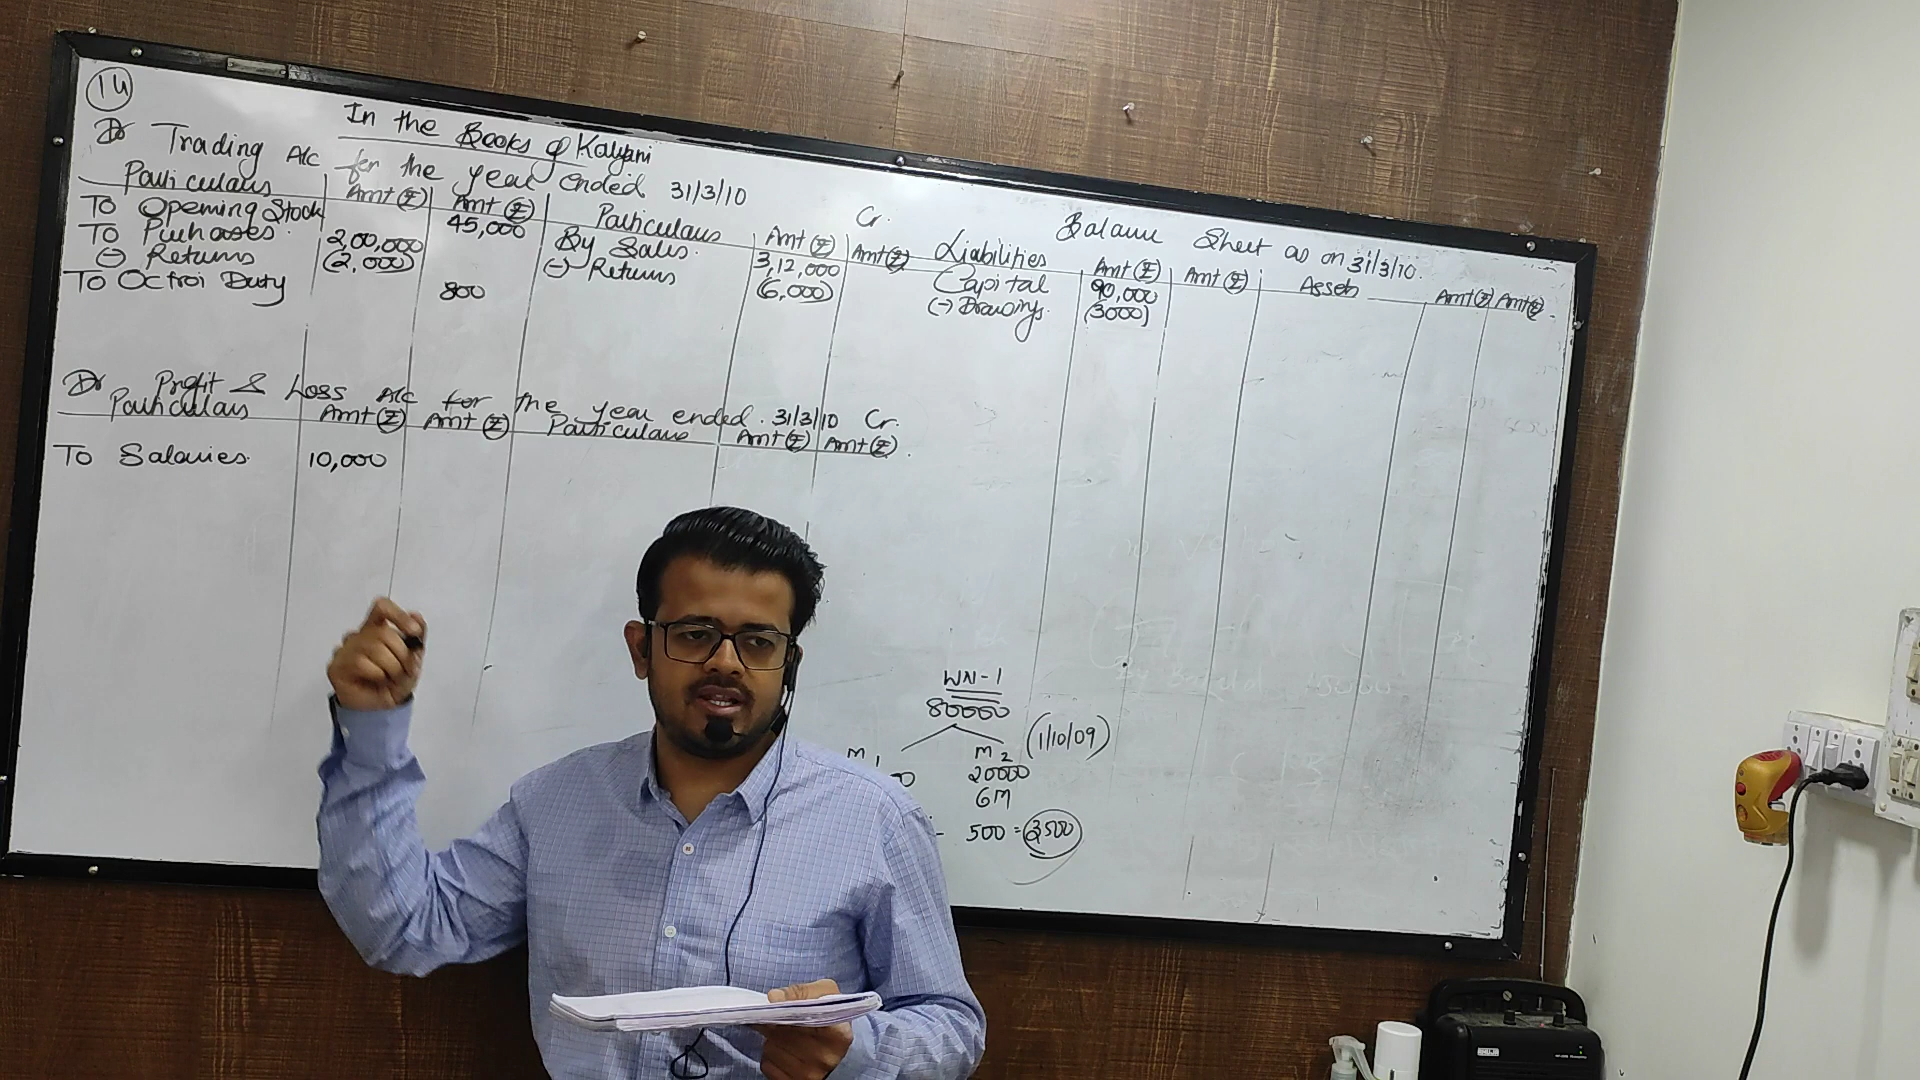 14
In the Books of Kalyani
Dr Trading A/c for the year ended 31/3/10 Cr.
Particulars Amt (₹) Amt (₹) Particulars Amt (₹) Amt (₹)
To Opening Stock 45,000 By Sales. 3,12,000
To Purchases. 2,00,000 (-) Returns (6,000)
(-) Returns (2,000)
To Octroi Duty 800
Balance Sheet as on 31/3/10.
Liabilities Amt (₹) Amt (₹) Assets Amt (₹) Amt (₹)
Capital 90,000
(-) Drawings. (3000)
Dr Profit & Loss A/c for the year ended. 31/3/10 Cr.
Particulars Amt (₹) Amt (₹) Particulars Amt (₹) Amt (₹)
To Salaries. 10,000
WN-1
80000
M1 M2 (1/10/09)
20000
6M
- 500 = 3500